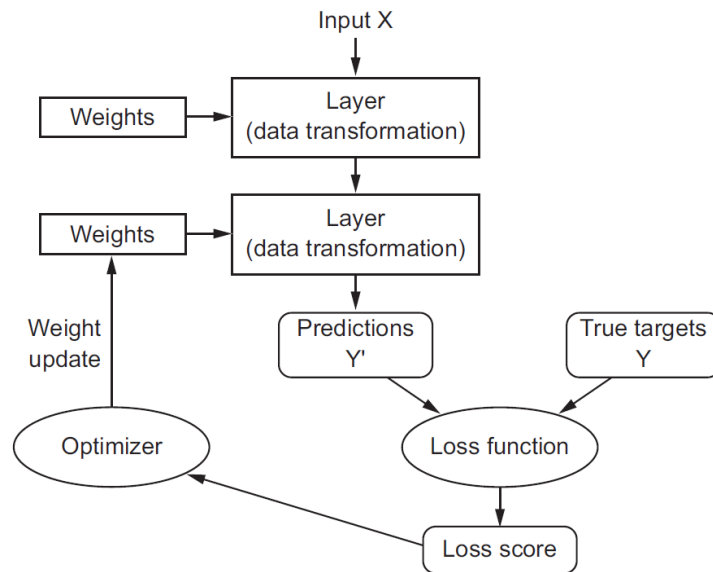 Input X
Layer
(data transformation)
Weights
Layer
(data transformation)
Weights
Predictions
Y'
True targets
Y
Weight
update
Optimizer
Loss function
Loss score